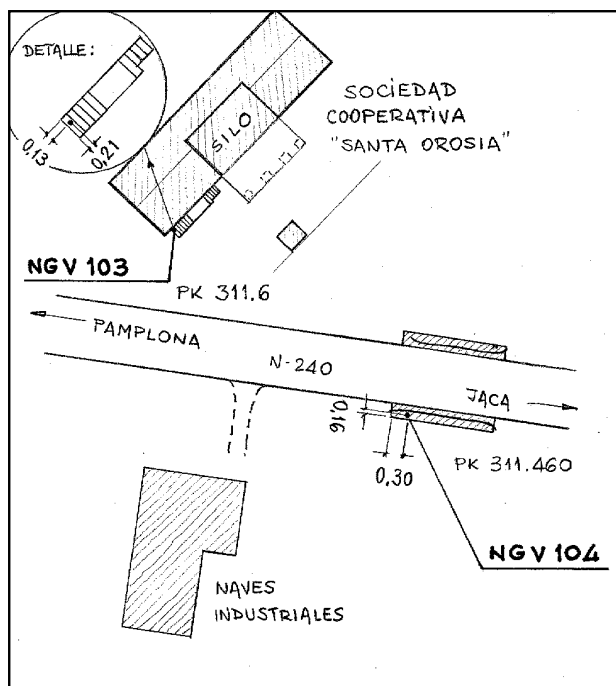 DETALLE:
0,13
0,21
SILO
SOCIEDAD
COOPERATIVA
"SANTA OROSIA"
NGV 103
PK 311.6
PAMPLONA
N-240
JACA
0,16
0,30
PK 311.460
NGV 104
NAVES
INDUSTRIALES